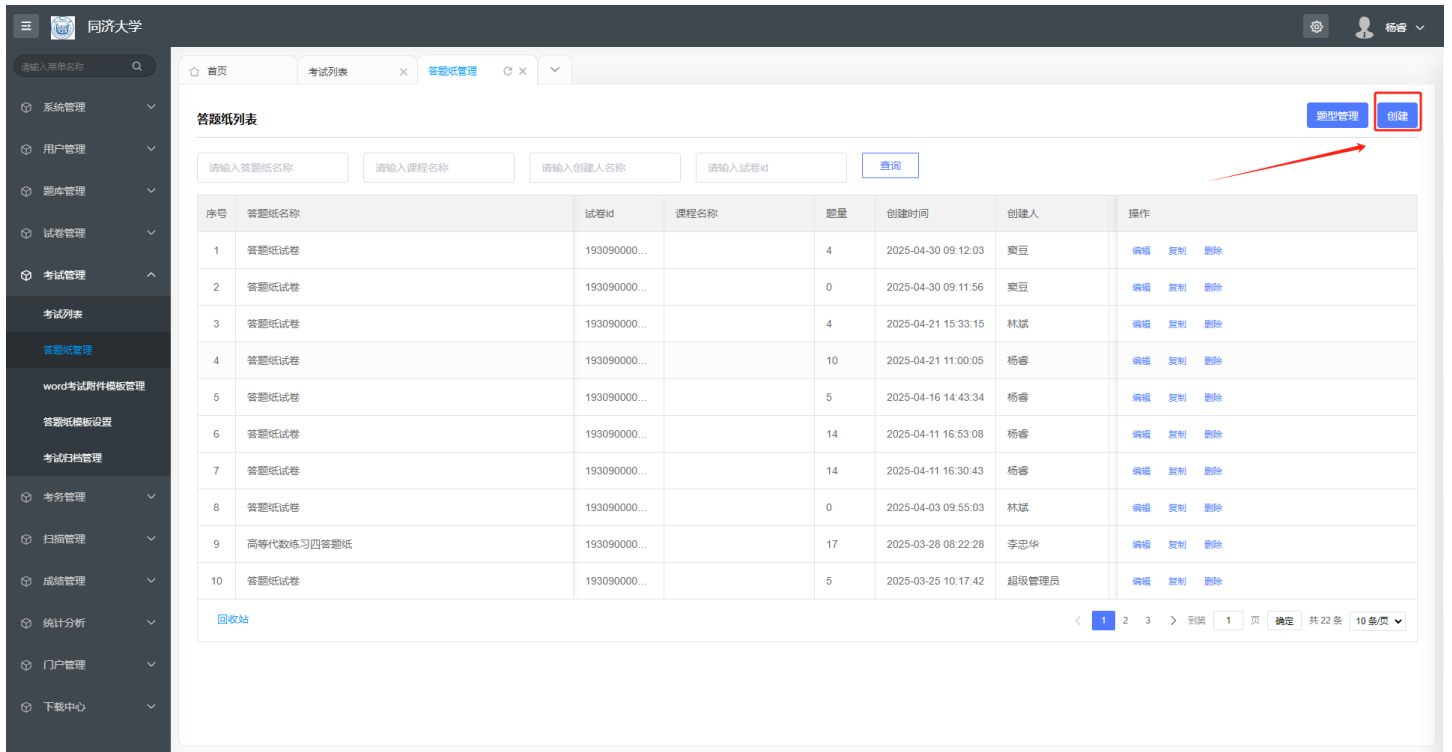 同济大学
杨睿
请输入菜单名称
首页
考试列表
答题纸管理
系统管理
用户管理
题库管理
试卷管理
考试管理
考试列表
答题纸管理
word考试附件模板管理
答题纸模板设置
考试归档管理
考务管理
扫描管理
成绩管理
统计分析
门户管理
下载中心
答题纸列表
题型管理 创建
请输入答题纸名称 请输入课程名称 请输入创建人名称 请输入试卷id 查询
序号 答题纸名称 试卷id 课程名称 题量 创建时间 创建人 操作
1 答题纸试卷 193090000... 4 2025-04-30 09:12:03 窦豆 编辑 复制 删除
2 答题纸试卷 193090000... 0 2025-04-30 09:11:56 窦豆 编辑 复制 删除
3 答题纸试卷 193090000... 4 2025-04-21 15:33:15 林斌 编辑 复制 删除
4 答题纸试卷 193090000... 10 2025-04-21 11:00:05 杨睿 编辑 复制 删除
5 答题纸试卷 193090000... 5 2025-04-16 14:43:34 杨睿 编辑 复制 删除
6 答题纸试卷 193090000... 14 2025-04-11 16:53:08 杨睿 编辑 复制 删除
7 答题纸试卷 193090000... 14 2025-04-11 16:30:43 杨睿 编辑 复制 删除
8 答题纸试卷 193090000... 0 2025-04-03 09:55:03 林斌 编辑 复制 删除
9 高等代数练习四答题纸 193090000... 17 2025-03-28 08:22:28 李忠华 编辑 复制 删除
10 答题纸试卷 193090000... 5 2025-03-25 10:17:42 超级管理员 编辑 复制 删除
回收站 1 2 3 到第 1 页 确定 共 22 条 10 条/页